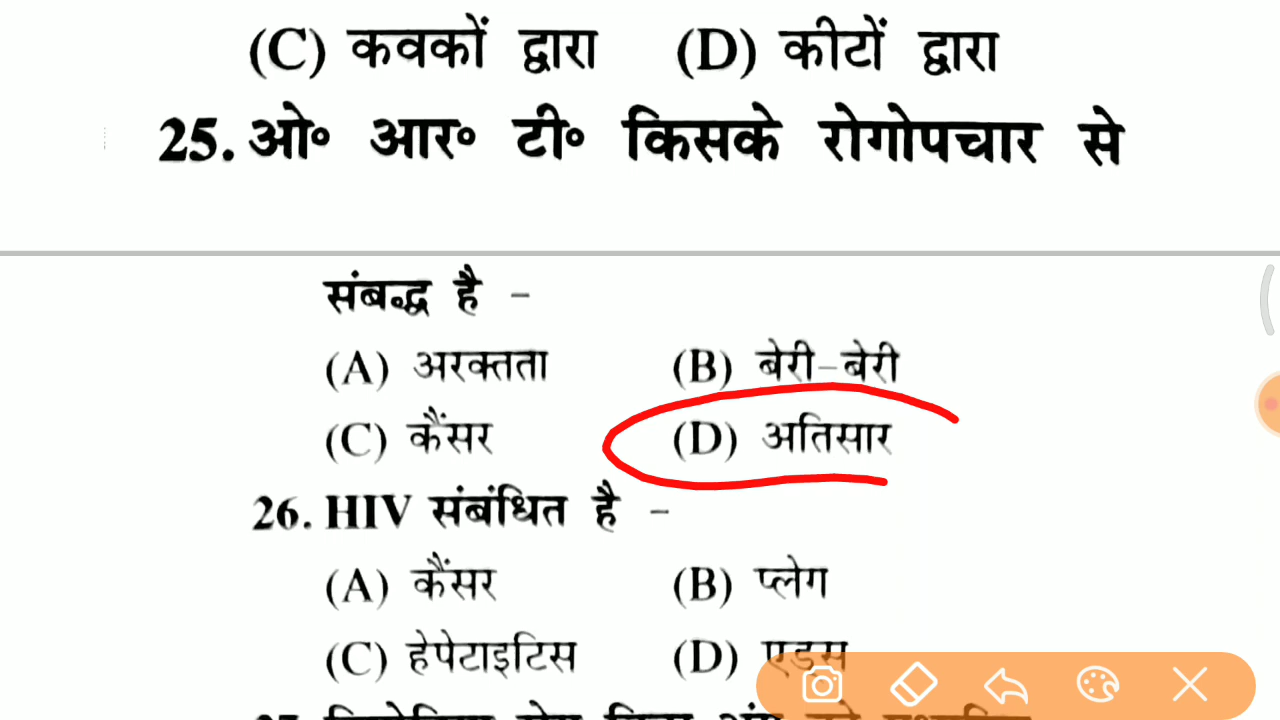 (C) कवकों द्वारा (D) कीटों द्वारा
25. ओ॰ आर॰ टी॰ किसके रोगोपचार से
संबद्ध है -
(A) अरक्तता (B) बेरी-बेरी
(C) कैंसर (D) अतिसार
26. HIV संबंधित है -
(A) कैंसर (B) प्लेग
(C) हेपेटाइटिस (D) एड्स